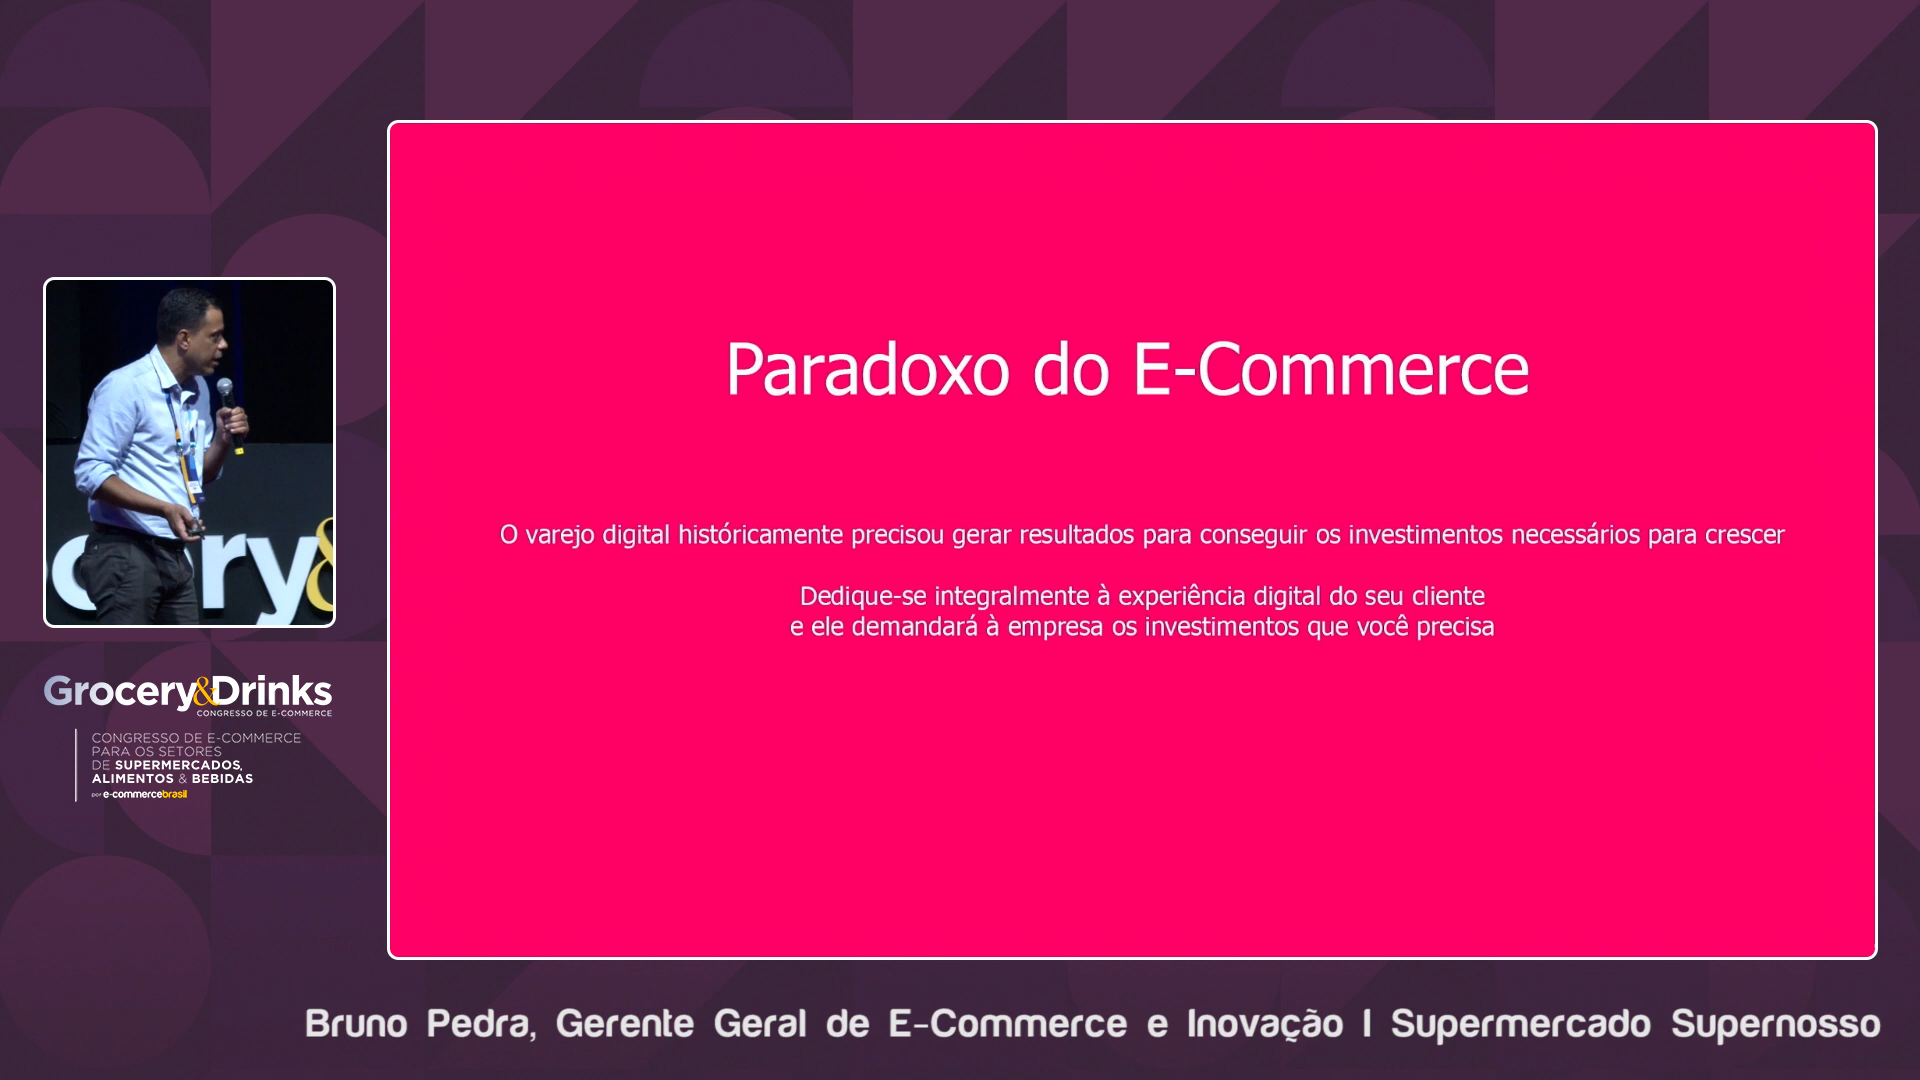 Paradoxo do E-Commerce
O varejo digital históricamente precisou gerar resultados para conseguir os investimentos necessários para crescer
Dedique-se integralmente à experiência digital do seu cliente
e ele demandará à empresa os investimentos que você precisa
ry&
Grocery&Drinks
CONGRESSO DE E-COMMERCE
CONGRESSO DE E-COMMERCE
PARA OS SETORES
DE SUPERMERCADOS,
ALIMENTOS & BEBIDAS
por e-commercebrasil
Bruno Pedra, Gerente Geral de E-Commerce e Inovação | Supermercado Supernosso